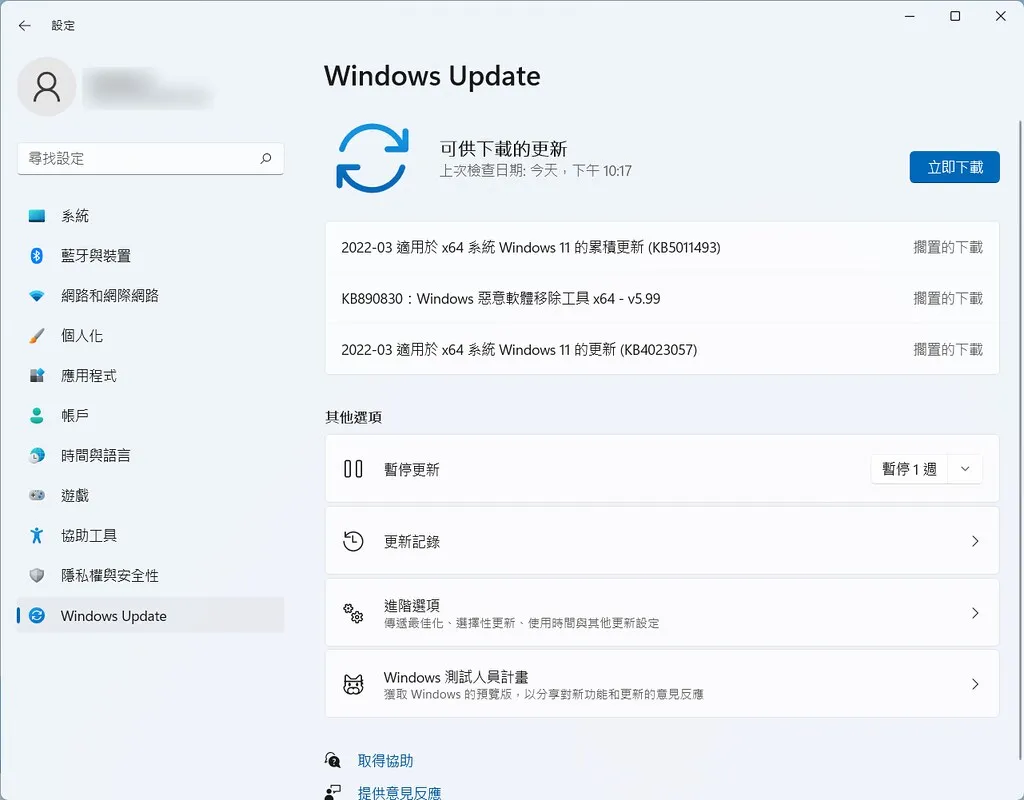 設定
Windows Update
尋找設定
可供下載的更新
上次檢查日期: 今天，下午 10:17
立即下載
系統
藍牙與裝置
網路和網際網路
個人化
應用程式
帳戶
時間與語言
遊戲
協助工具
隱私權與安全性
Windows Update
2022-03 適用於 x64 系統 Windows 11 的累積更新 (KB5011493)
擱置的下載
KB890830：Windows 惡意軟體移除工具 x64 - v5.99
擱置的下載
2022-03 適用於 x64 系統 Windows 11 的更新 (KB4023057)
擱置的下載
其他選項
暫停更新
暫停 1 週
更新記錄
進階選項
傳遞最佳化、選擇性更新、使用時間與其他更新設定
Windows 測試人員計畫
獲取 Windows 的預覽版，以分享對新功能和更新的意見反應
取得協助
提供意見反應